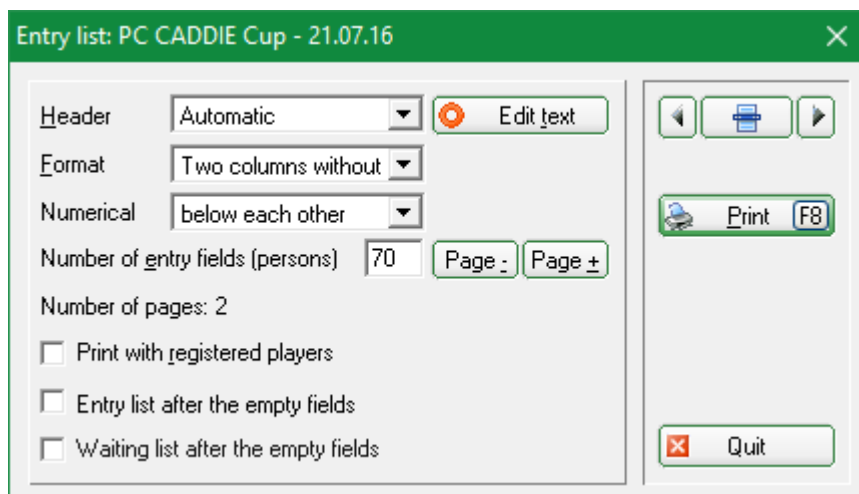 Entry list: PC CADDIE Cup - 21.07.16
Header Automatic Edit text
Format Two columns without
Numerical below each other
Print F8
Number of entry fields (persons) 70 Page - Page +
Number of pages: 2
Print with registered players
Entry list after the empty fields
Waiting list after the empty fields
Quit